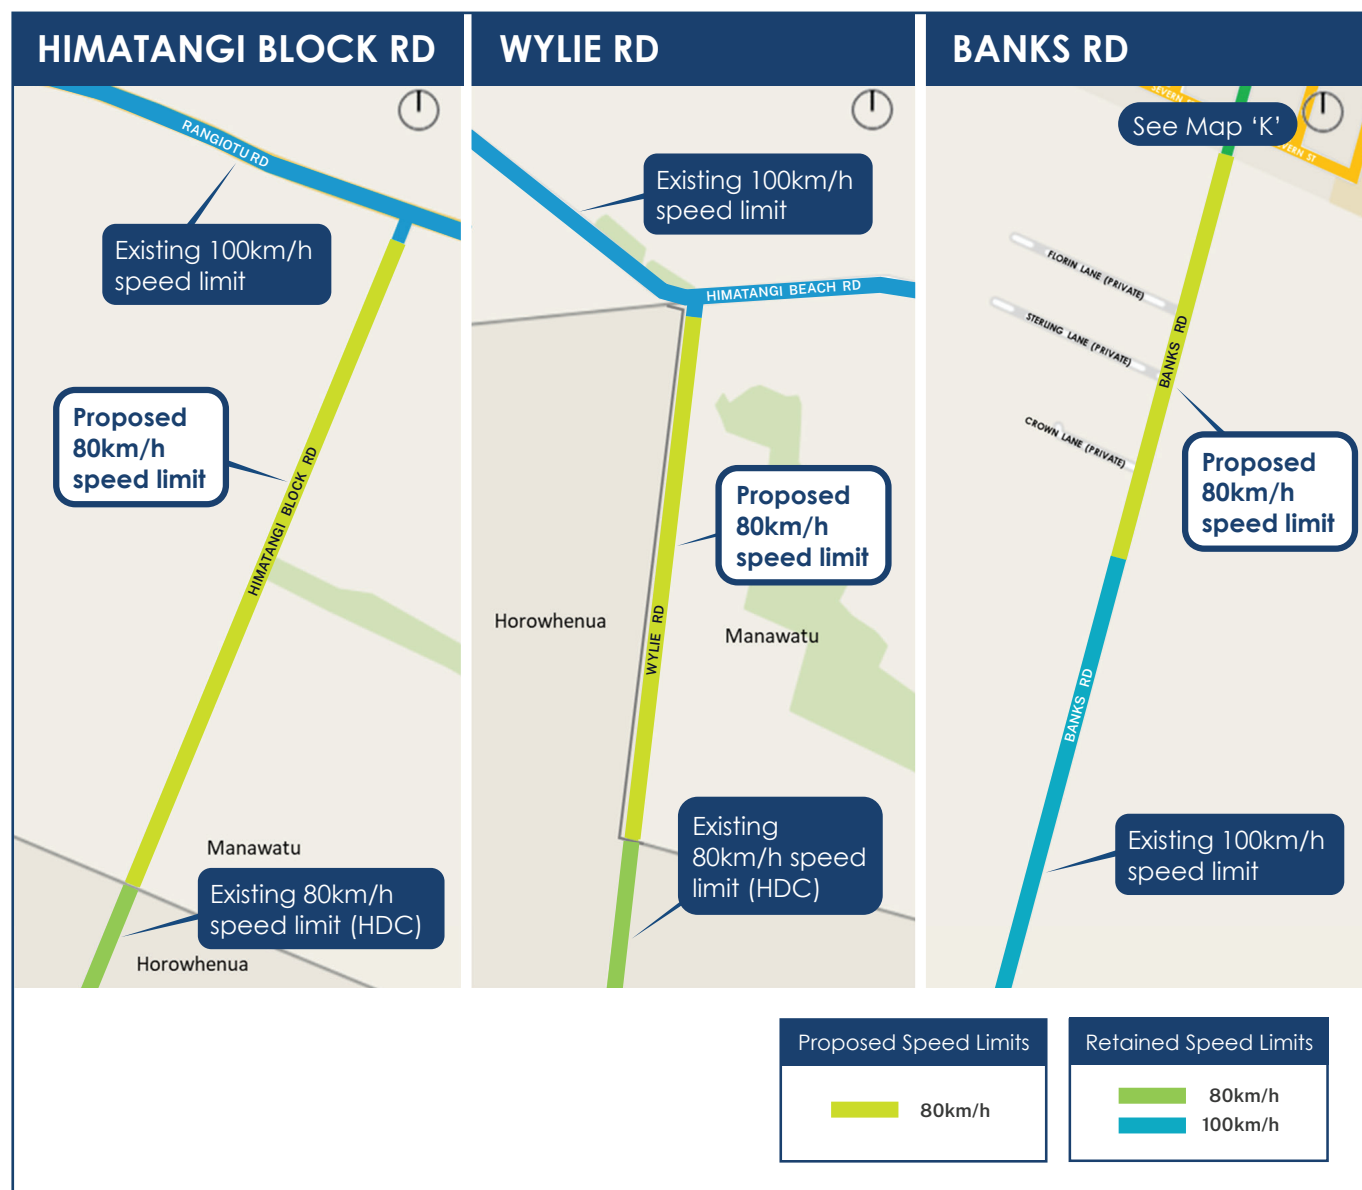 HIMATANGI BLOCK RD
RANGIOTU RD
Existing 100km/h
speed limit
Proposed
80km/h
speed limit
HIMATANGI BLOCK RD
Manawatu
Existing 80km/h
speed limit (HDC)
Horowhenua
WYLIE RD
Existing 100km/h
speed limit
HIMATANGI BEACH RD
Proposed
80km/h
speed limit
Horowhenua
WYLIE RD
Manawatu
Existing
80km/h speed
limit (HDC)
BANKS RD
See Map ‘K’
FLORIN LANE (PRIVATE)
STERLING LANE (PRIVATE)
BANKS RD
CROWN LANE (PRIVATE)
Proposed
80km/h
speed limit
BANKS RD
Existing 100km/h
speed limit
Proposed Speed Limits
80km/h
Retained Speed Limits
80km/h
100km/h